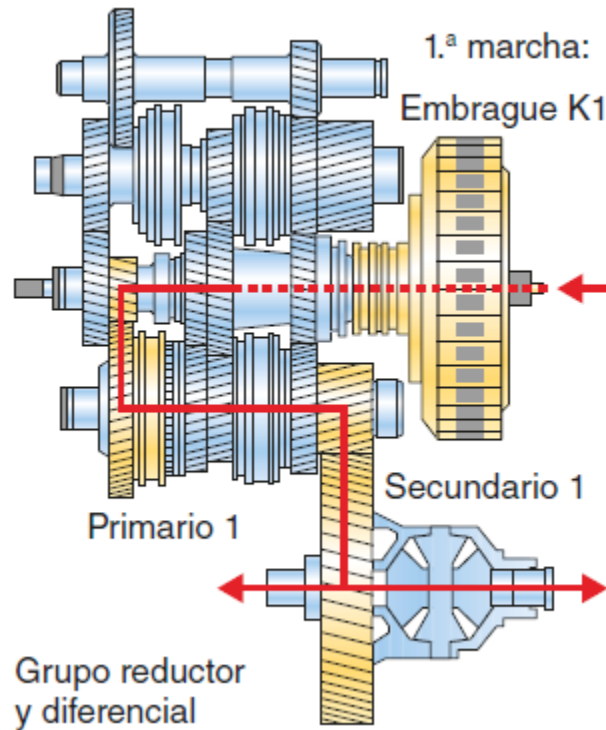 1.ª marcha:
Embrague K1
Primario 1
Secundario 1
Grupo reductor
y diferencial